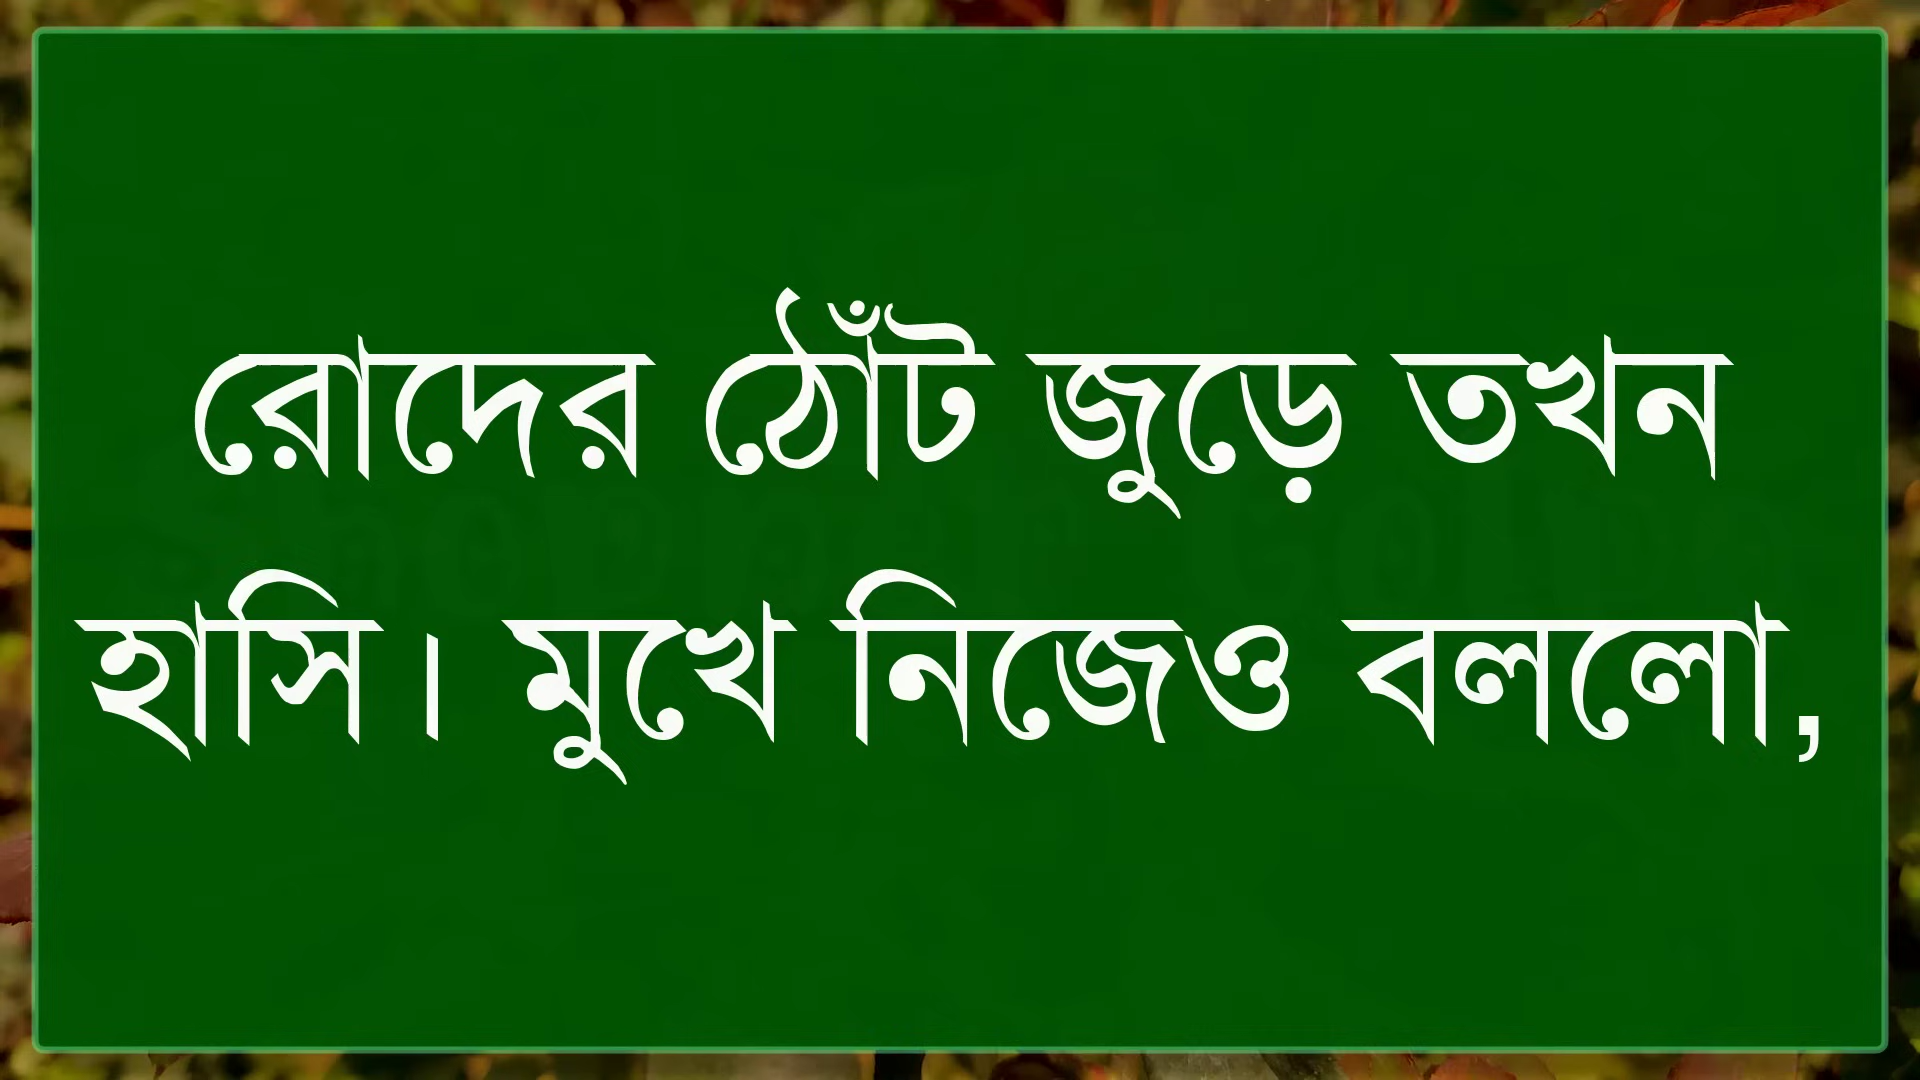 রোদের ঠোঁট জুড়ে তখন
হাসি। মুখে নিজেও বললো,